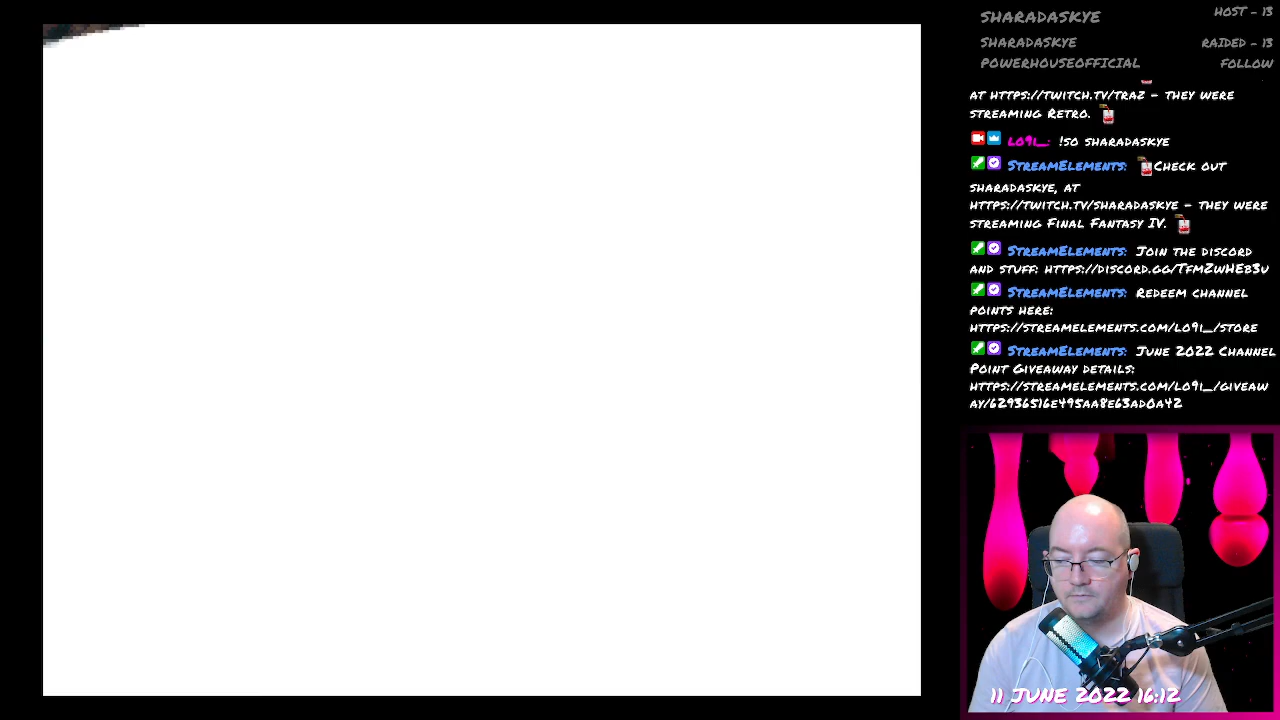 SHARADASKYE HOST - 13
SHARADASKYE RAIDED - 13
POWERHOUSEOFFICIAL FOLLOW
AT HTTPS://TWITCH.TV/TRAZ - THEY WERE
STREAMING RETRO.
LO9I_: !SO SHARADASKYE
STREAMELEMENTS: CHECK OUT
SHARADASKYE, AT
HTTPS://TWITCH.TV/SHARADASKYE - THEY WERE
STREAMING FINAL FANTASY IV.
STREAMELEMENTS: JOIN THE DISCORD
AND STUFF: HTTPS://DISCORD.GG/TFMZWHE83U
STREAMELEMENTS: REDEEM CHANNEL
POINTS HERE:
HTTPS://STREAMELEMENTS.COM/LO9I_/STORE
STREAMELEMENTS: JUNE 2022 CHANNEL
POINT GIVEAWAY DETAILS:
HTTPS://STREAMELEMENTS.COM/LO9I_/GIVEAW
AY/62936516E495AA8E63AD0A42
11 JUNE 2022 16:12